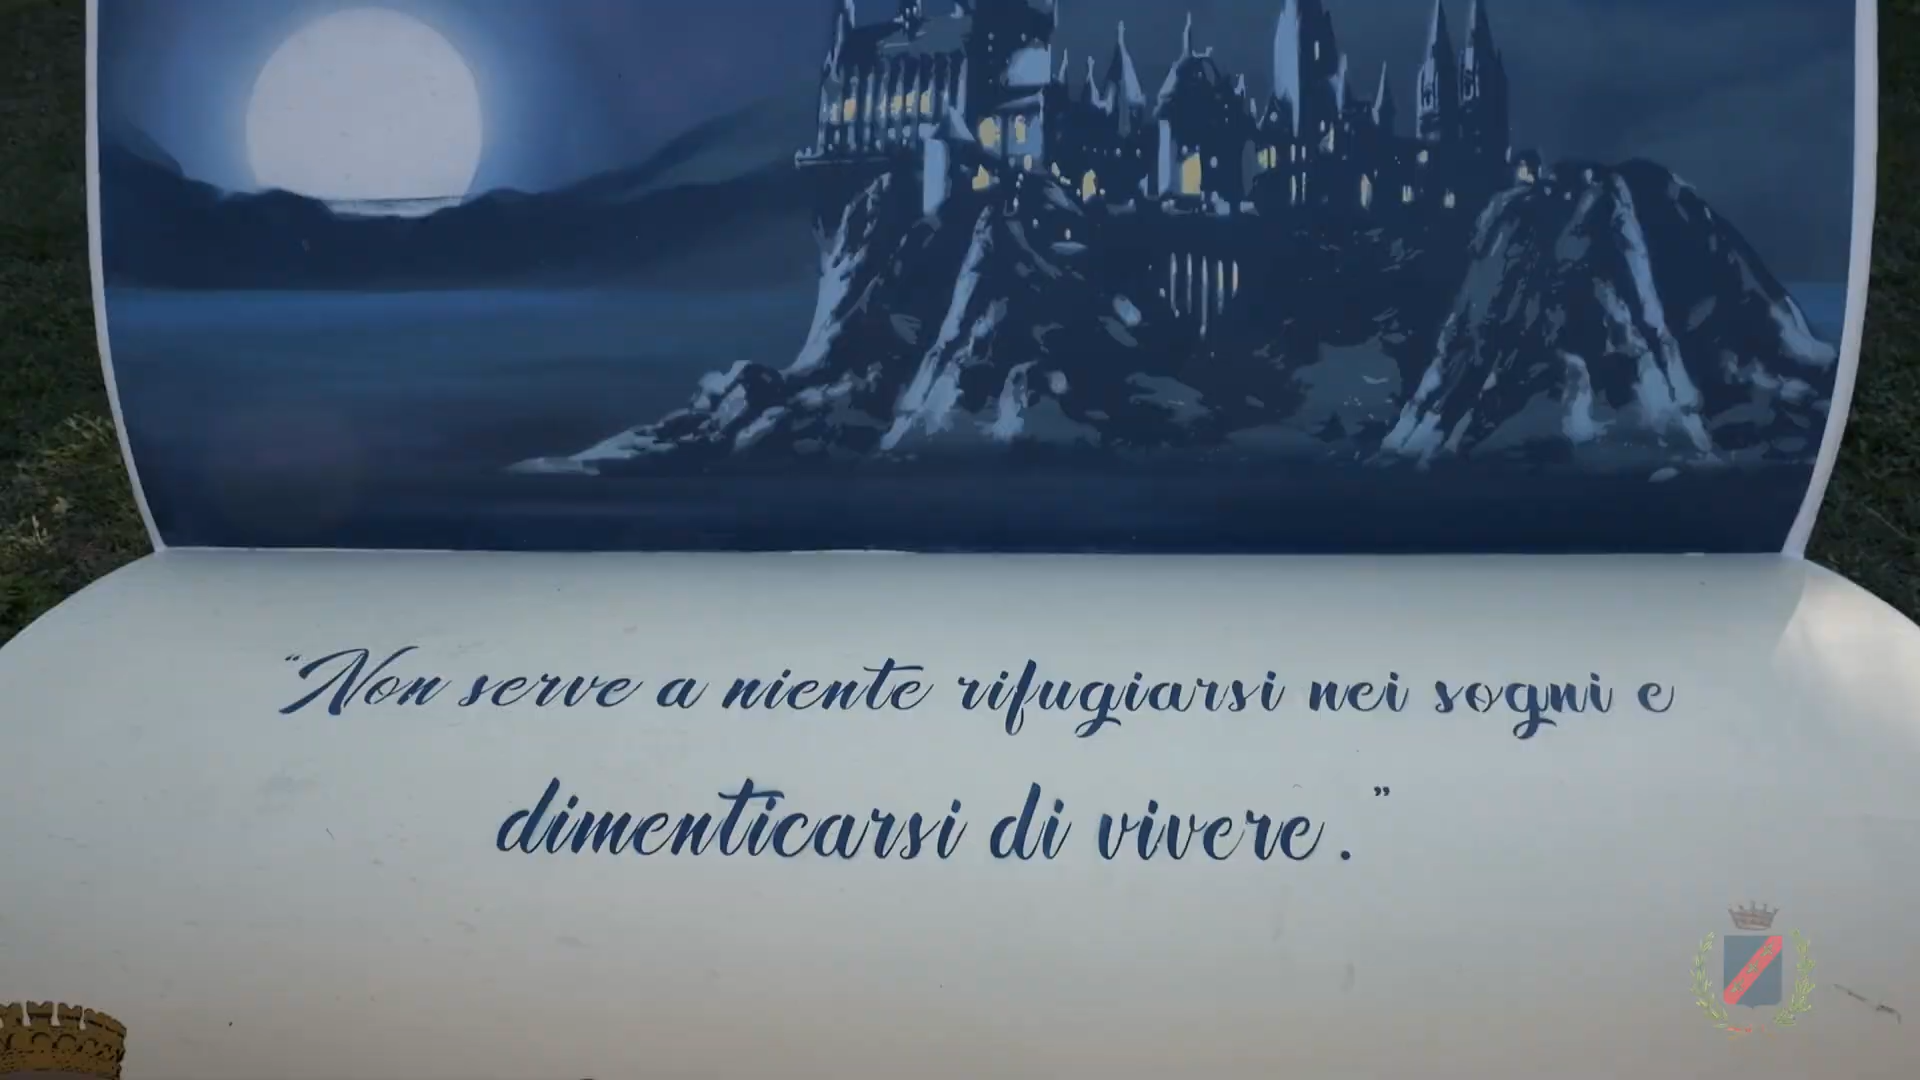 “Non serve a niente rifugiarsi nei sogni e
dimenticarsi di vivere.”